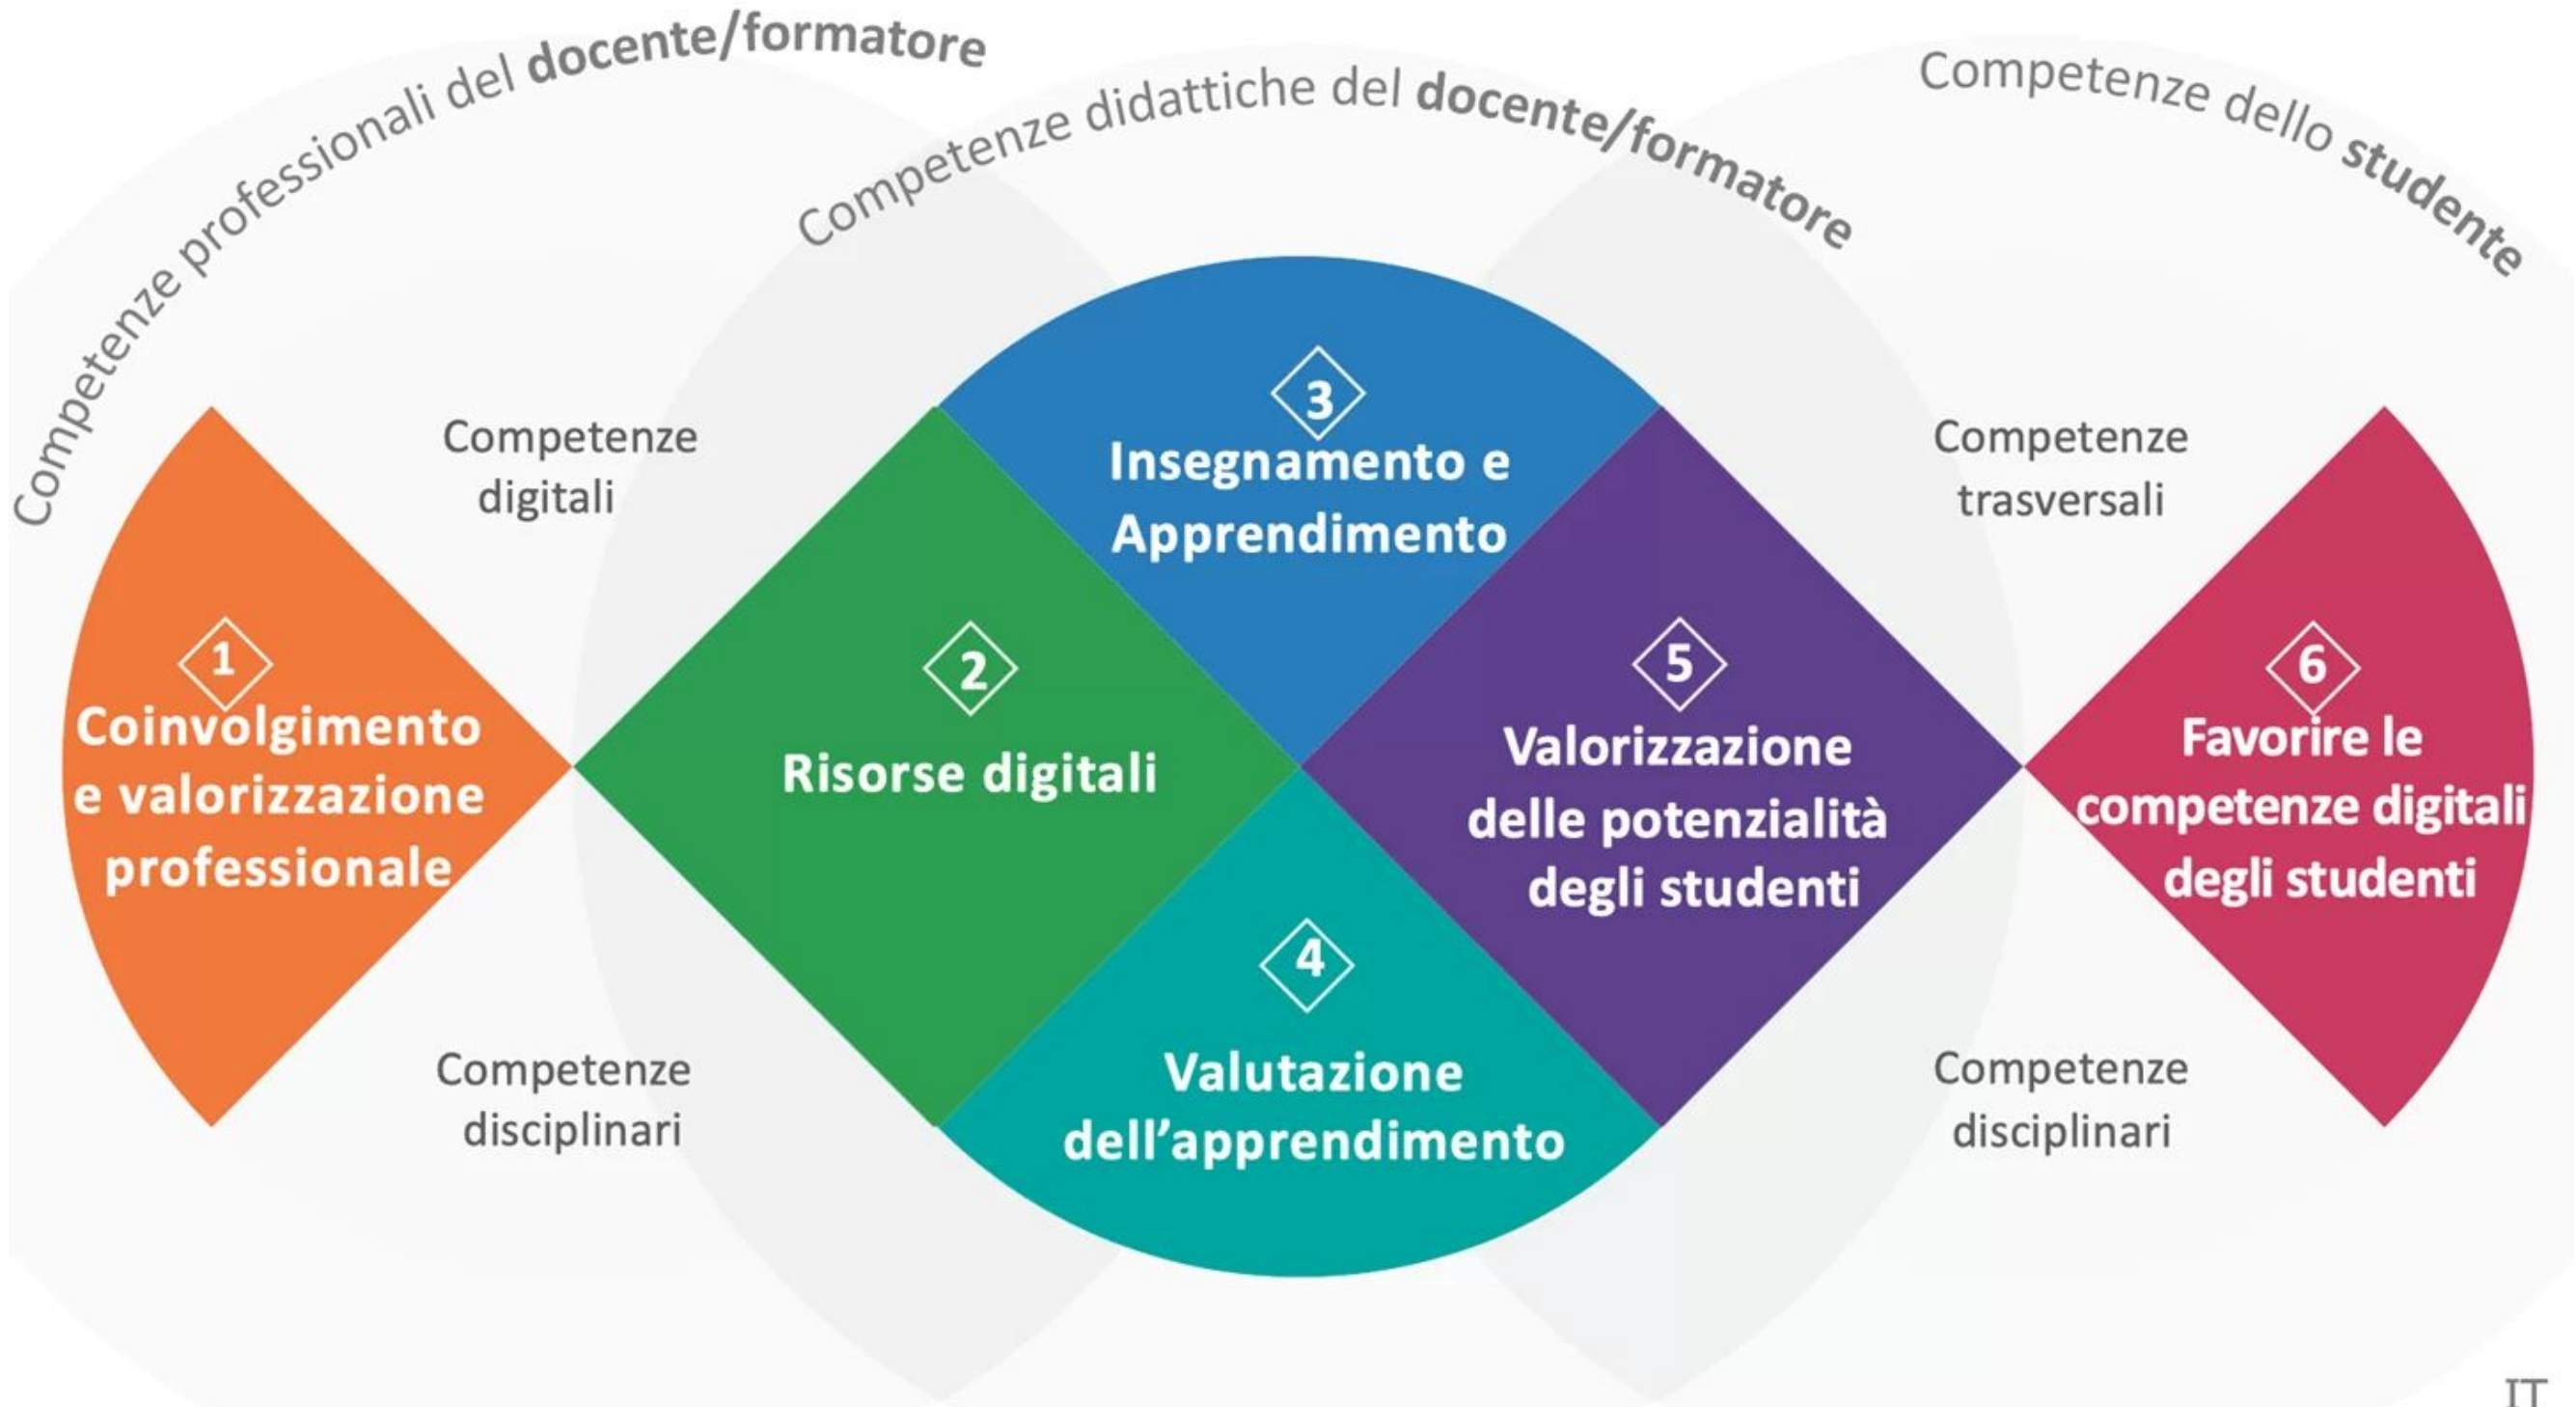 Competenze professionali del docente/formatore
Competenze didattiche del docente/formatore
Competenze dello studente
Competenze
digitali
Competenze
disciplinari
1
Coinvolgimento
e valorizzazione
professionale
2
Risorse digitali
3
Insegnamento e
Apprendimento
4
Valutazione
dell’apprendimento
5
Valorizzazione
delle potenzialità
degli studenti
Competenze
trasversali
Competenze
disciplinari
6
Favorire le
competenze digitali
degli studenti
IT